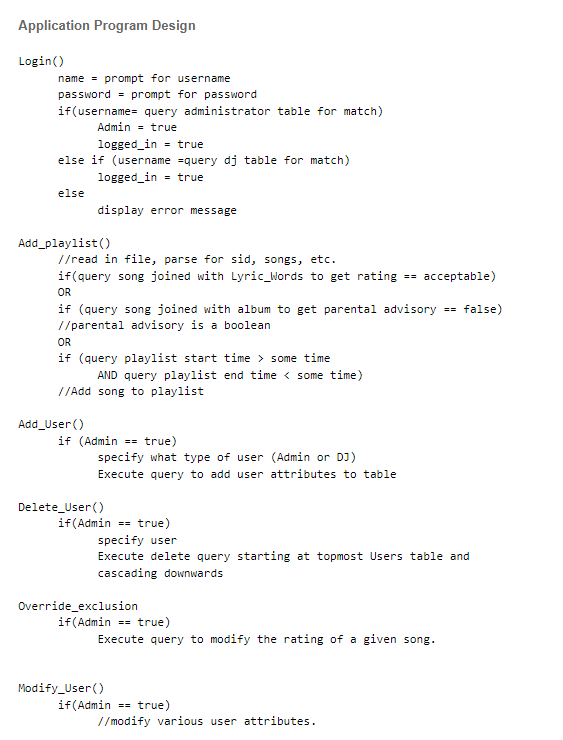 Application Program Design
Login()
name = prompt for username
password = prompt for password
if(username= query administrator table for match)
Admin = true
logged_in = true
else if (username =query dj table for match)
logged_in = true
else
display error message
Add_playlist()
//read in file, parse for sid, songs, etc.
if(query song joined with Lyric_Words to get rating == acceptable)
OR
if (query song joined with album to get parental advisory == false)
//parental advisory is a boolean
OR
if (query playlist start time > some time
AND query playlist end time < some time)
//Add song to playlist
Add_User()
if (Admin == true)
specify what type of user (Admin or DJ)
Execute query to add user attributes to table
Delete_User()
if(Admin == true)
specify user
Execute delete query starting at topmost Users table and
cascading downwards
Override_exclusion
if(Admin == true)
Execute query to modify the rating of a given song.
Modify_User()
if(Admin == true)
//modify various user attributes.